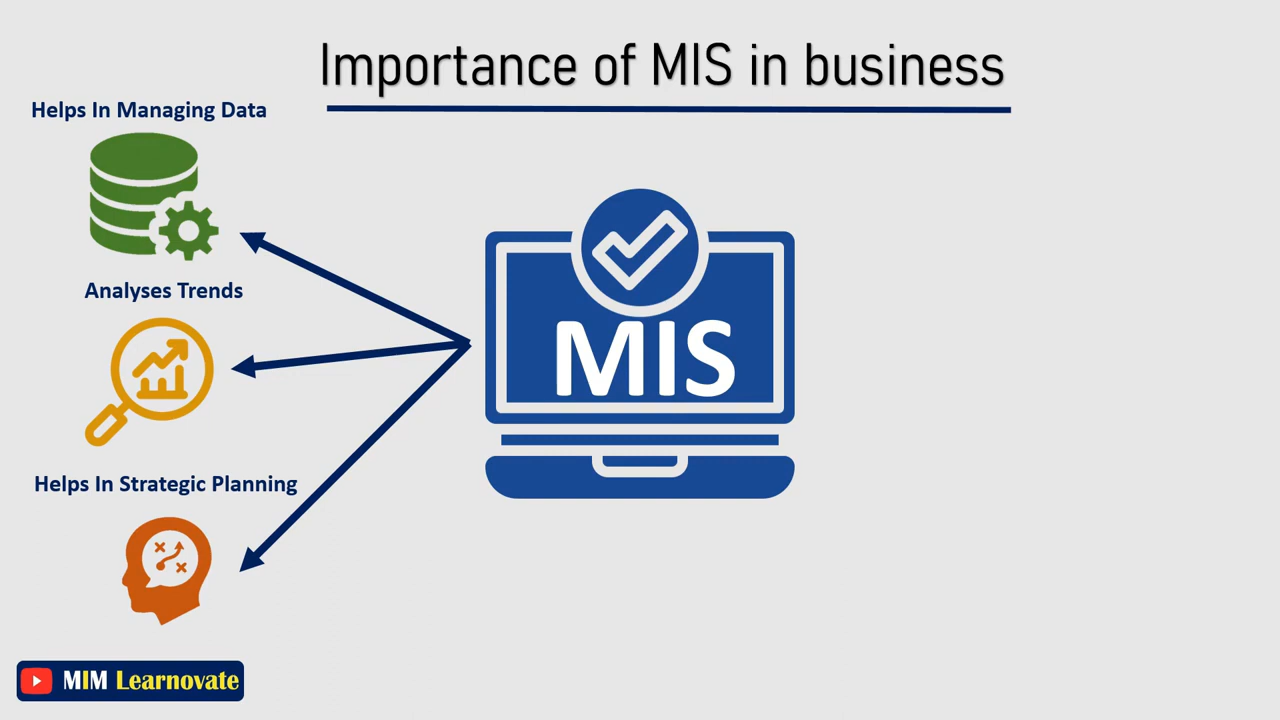 Importance of MIS in business
Helps In Managing Data
Analyses Trends
MIS
Helps In Strategic Planning
MIM Learnovate